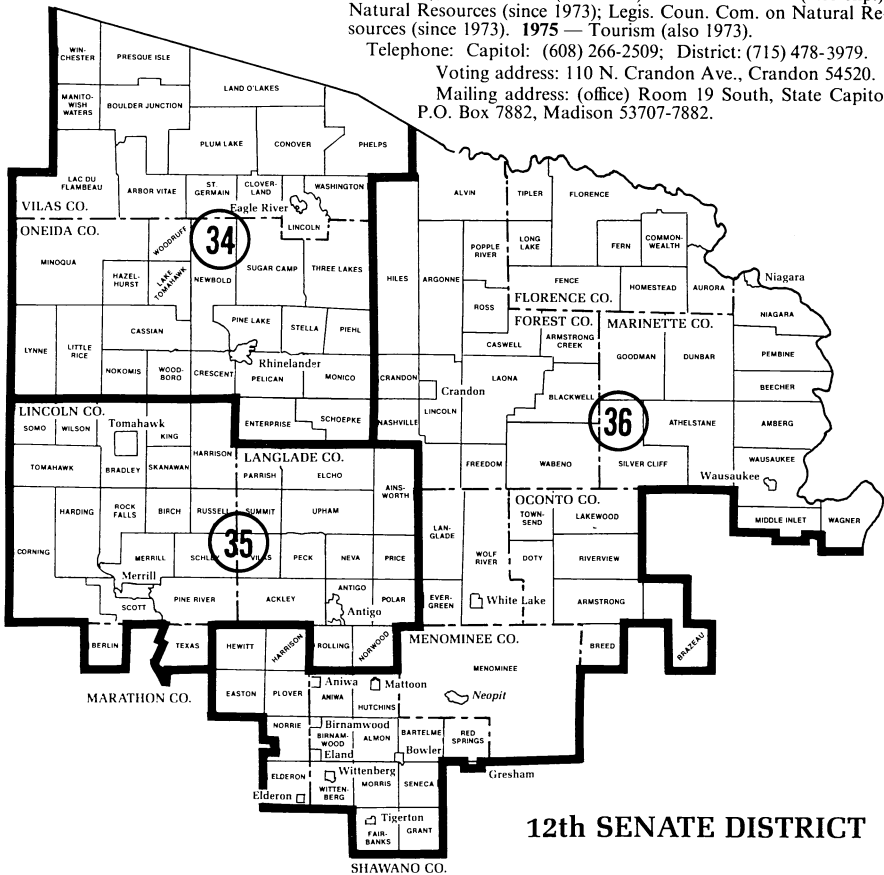 Natural Resources (since 1973); Legis. Coun. Com. on Natural Re
sources (since 1973). 1975 — Tourism (also 1973).
Telephone: Capitol: (608) 266-2509; District: (715) 478-3979.
Voting address: 110 N. Crandon Ave., Crandon 54520.
Mailing address: (office) Room 19 South, State Capito
P.O. Box 7882, Madison 53707-7882.
WIN-
CHESTER
PRESQUE ISLE
LAND O'LAKES
MANITO-
WISH
WATERS
BOULDER JUNCTION
PLUM LAKE
CONOVER
PHELPS
LAC DU
FLAMBEAU
ARBOR VITAE
ST.
GERMAIN
CLOVER-
LAND
WASHINGTON
VILAS CO.
Eagle River
LINCOLN
ONEIDA CO.
WOODRUFF
34
MINOQUA
HAZEL-
HURST
LAKE
TOMAHAWK
NEWBOLD
SUGAR CAMP
THREE LAKES
CASSIAN
PINE LAKE
STELLA
PIEHL
LYNNE
LITTLE
RICE
Rhinelander
NOKOMIS
WOOD-
BORO
CRESCENT
PELICAN
MONICO
ENTERPRISE
SCHOEPKE
ALVIN
TIPLER
FLORENCE
HILES
ARGONNE
POPPLE
RIVER
LONG
LAKE
FERN
COMMON-
WEALTH
ROSS
FENCE
HOMESTEAD
AURORA
Niagara
FLORENCE CO.
FOREST CO.
MARINETTE CO.
NIAGARA
CASWELL
ARMSTRONG
CREEK
GOODMAN
DUNBAR
PEMBINE
CRANDON
Crandon
LAONA
BEECHER
BLACKWELL
36
NASHVILLE
LINCOLN
ATHELSTANE
AMBERG
FREEDOM
WABENO
SILVER CLIFF
WAUSAUKEE
Wausaukee
MIDDLE INLET
WAGNER
LINCOLN CO.
SOMO
WILSON
Tomahawk
KING
HARRISON
LANGLADE CO.
TOMAHAWK
BRADLEY
SKANAWAN
PARRISH
ELCHO
AINS-
WORTH
HARDING
ROCK
FALLS
BIRCH
RUSSELL
SUMMIT
UPHAM
35
CORNING
MERRILL
SCHLEY
VILAS
PECK
NEVA
PRICE
Merrill
SCOTT
PINE RIVER
ACKLEY
ANTIGO
Antigo
POLAR
BERLIN
TEXAS
HEWITT
HARRISON
ROLLING
NORWOOD
MARATHON CO.
OCONTO CO.
LAN-
GLADE
TOWN-
SEND
LAKEWOOD
WOLF
RIVER
DOTY
RIVERVIEW
EVER-
GREEN
White Lake
ARMSTRONG
MENOMINEE CO.
BREED
BRAZEAU
MENOMINEE
Neopit
EASTON
PLOVER
Aniwa
ANIWA
Mattoon
HUTCHINS
NORRIE
Birnamwood
BIRNAM-
WOOD
ALMON
BARTELME
RED
SPRINGS
Eland
Bowler
ELDERON
Wittenberg
WITTEN-
BERG
MORRIS
SENECA
Gresham
Elderon
Tigerton
FAIR-
BANKS
GRANT
SHAWANO CO.
12th SENATE DISTRICT